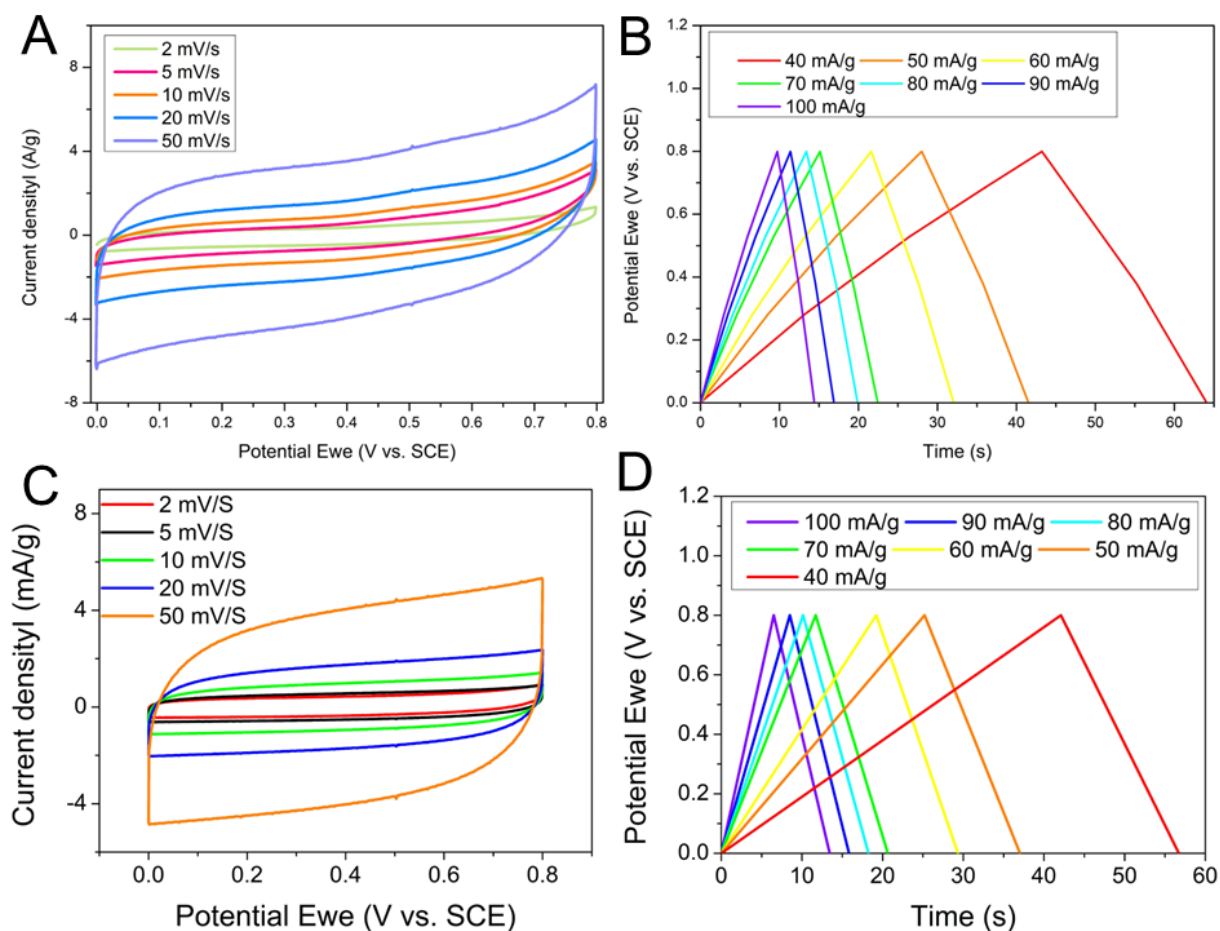 A
2 mV/s
5 mV/s
10 mV/s
20 mV/s
50 mV/s
8
4
0
-4
-8
Current densityl (A/g)
0.0 0.1 0.2 0.3 0.4 0.5 0.6 0.7 0.8
Potential Ewe (V vs. SCE)
B
40 mA/g 50 mA/g 60 mA/g
70 mA/g 80 mA/g 90 mA/g
100 mA/g
1.2
1.0
0.8
0.6
0.4
0.2
0.0
Potential Ewe (V vs. SCE)
0 10 20 30 40 50 60
Time (s)
C
2 mV/S
5 mV/S
10 mV/S
20 mV/S
50 mV/S
8
4
0
-4
Current densityl (mA/g)
0.0 0.2 0.4 0.6 0.8
Potential Ewe (V vs. SCE)
D
100 mA/g 90 mA/g 80 mA/g
70 mA/g 60 mA/g 50 mA/g
40 mA/g
1.2
1.0
0.8
0.6
0.4
0.2
0.0
Potential Ewe (V vs. SCE)
0 10 20 30 40 50 60
Time (s)